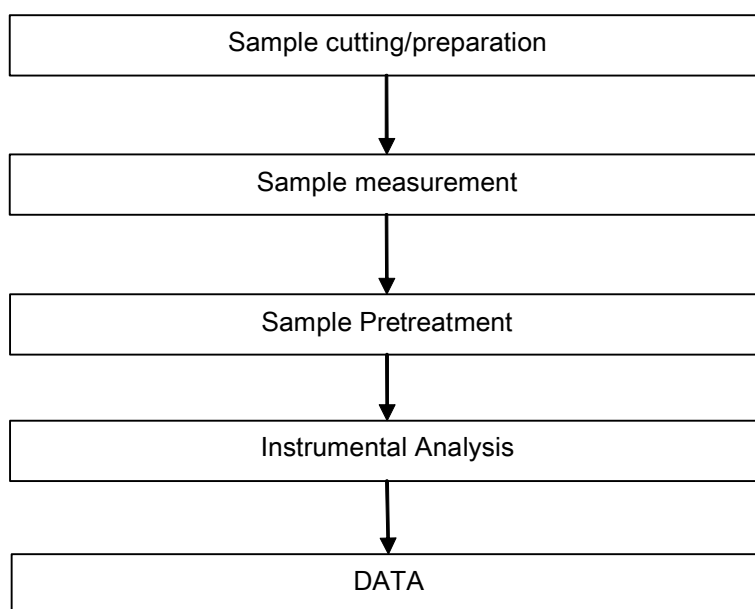 Sample cutting/preparation
Sample measurement
Sample Pretreatment
Instrumental Analysis
DATA